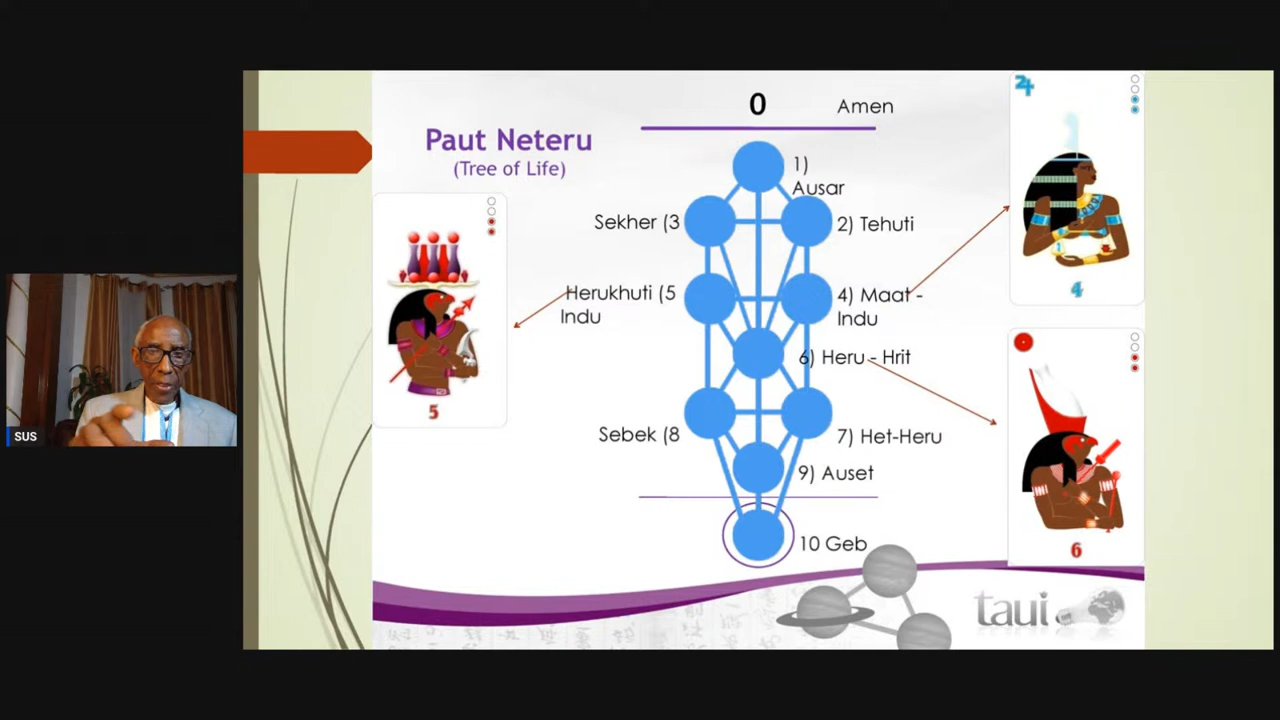 0
Amen
Paut Neteru
(Tree of Life)
1)
Ausar
Sekher (3
2) Tehuti
Herukhuti (5
Indu
4) Maat -
Indu
6) Heru - Hrit
Sebek (8
7) Het-Heru
9) Auset
10 Geb
5
4
6
taui
SUS